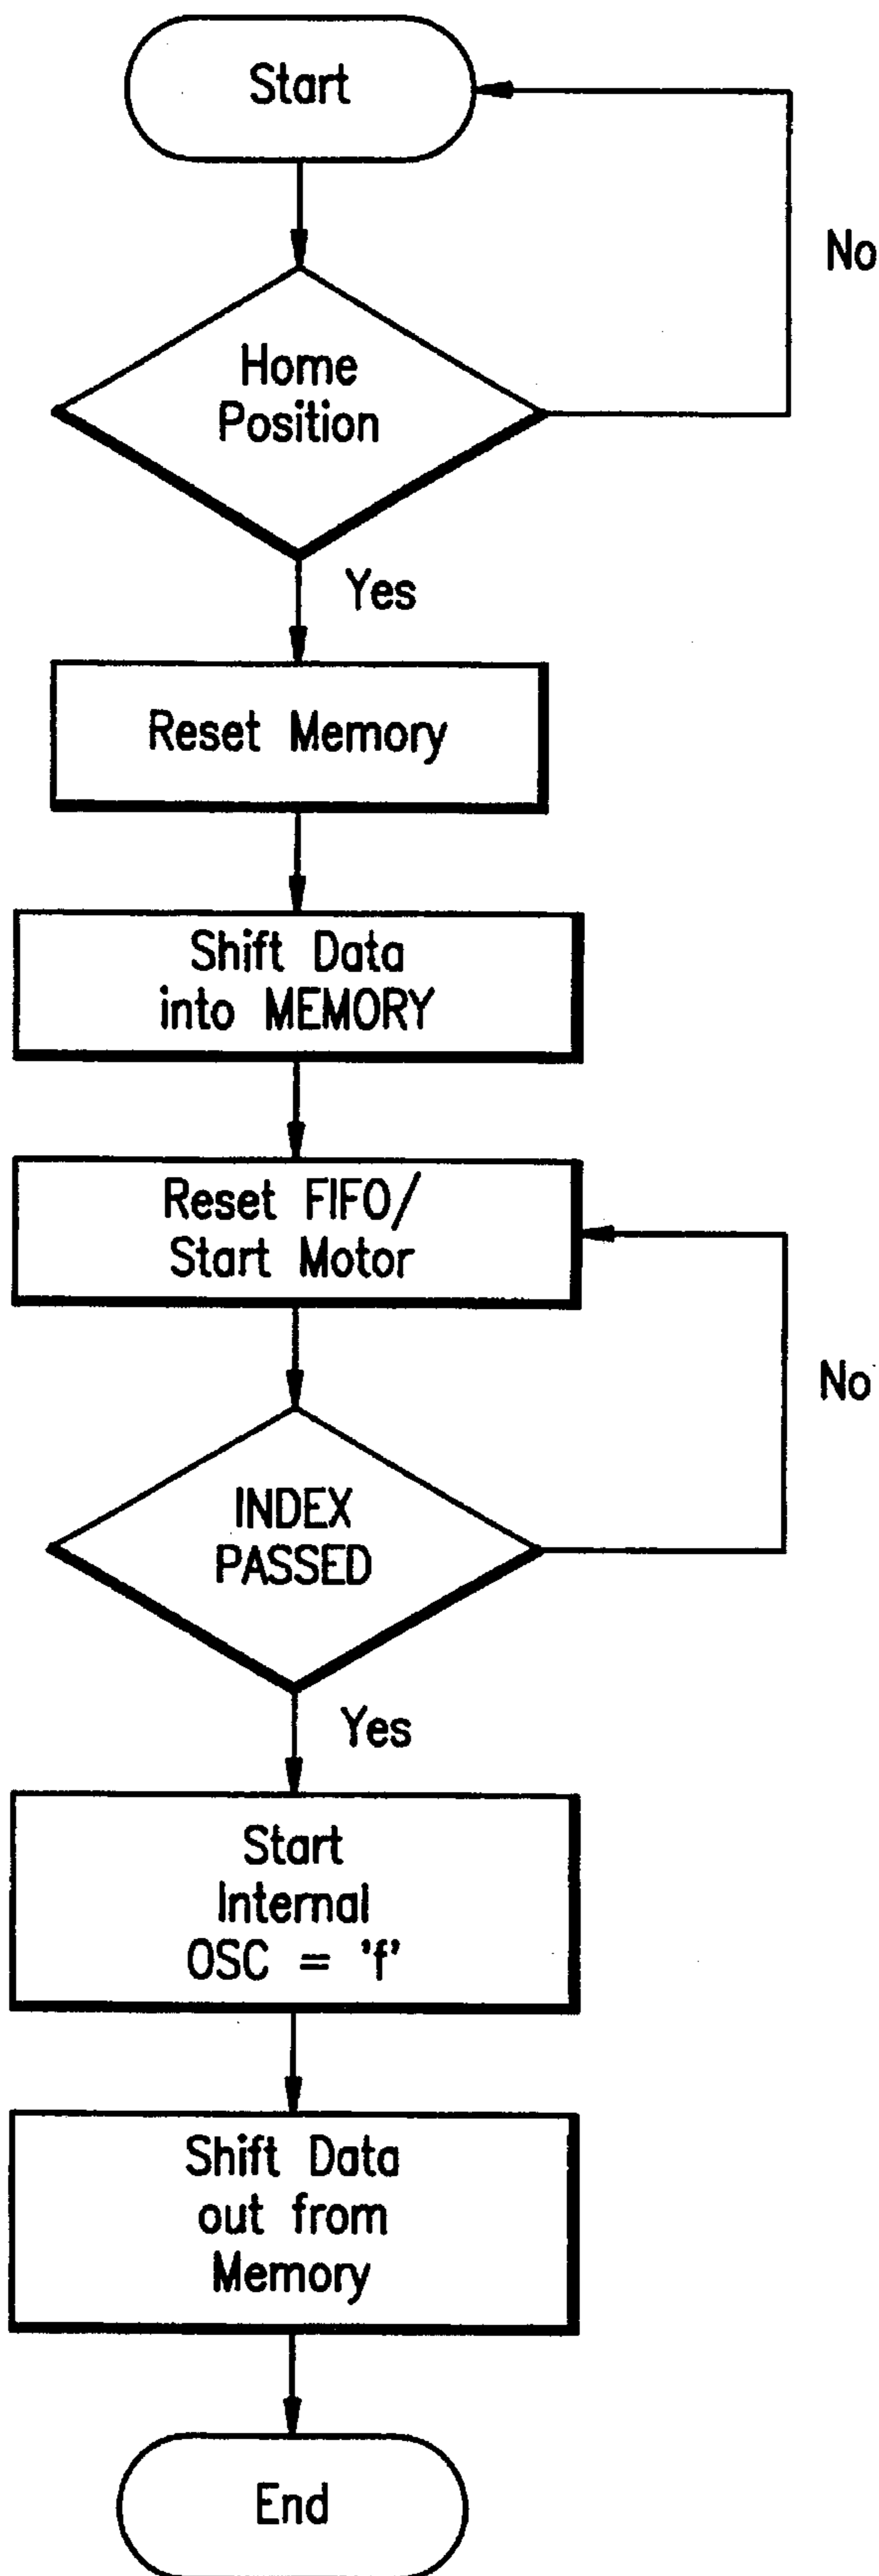 Start
No
Home
Position
Yes
Reset Memory
Shift Data
into MEMORY
Reset FIFO/
Start Motor
No
INDEX
PASSED
Yes
Start
Internal
OSC = 'f'
Shift Data
out from
Memory
End